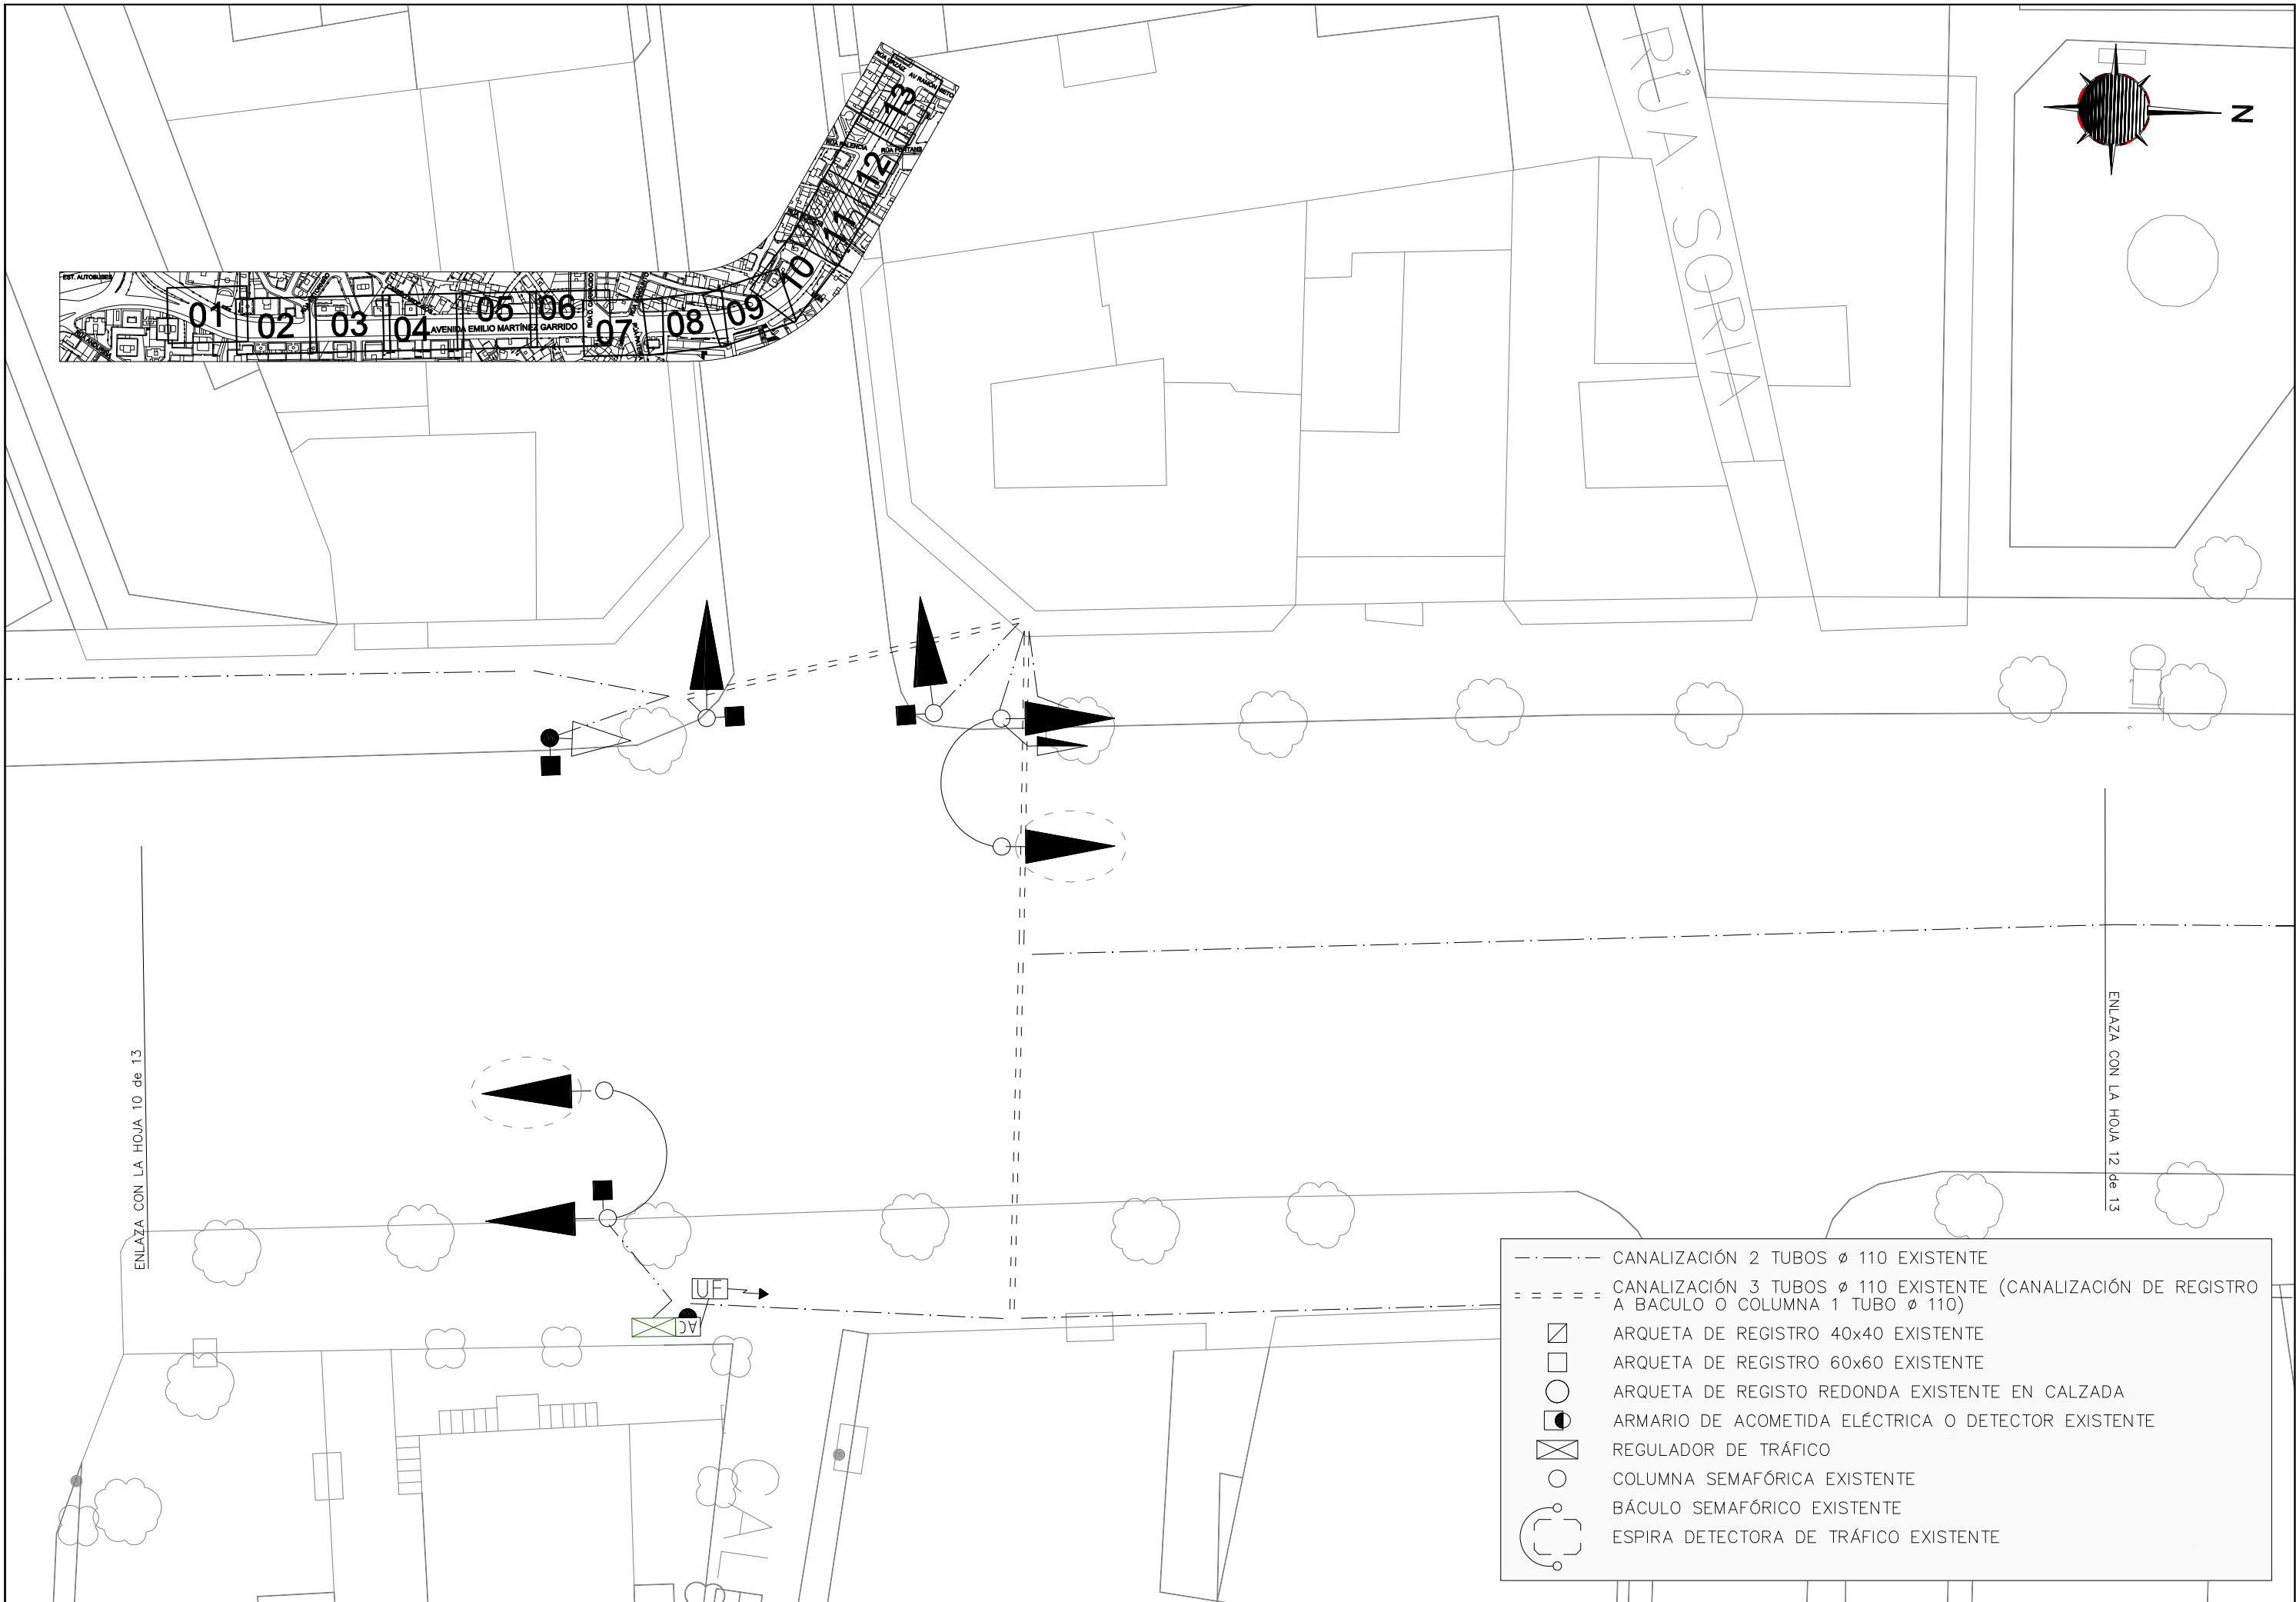 RÚA SORIA
N
RÚA URZÁIZ
AV RAMÓN NIETO
13
RÚA PALENCIA
12
11
10
EST. AUTOBUSES
01
02
03
04
05
06
07
08
09
AVENIDA EMILIO MARTÍNEZ GARRIDO
ENLAZA CON LA HOJA 10 de 13
ENLAZA CON LA HOJA 12 de 13
UF
AC
CALLE
CANALIZACIÓN 2 TUBOS ø 110 EXISTENTE
CANALIZACIÓN 3 TUBOS ø 110 EXISTENTE (CANALIZACIÓN DE REGISTRO
A BACULO O COLUMNA 1 TUBO ø 110)
ARQUETA DE REGISTRO 40x40 EXISTENTE
ARQUETA DE REGISTRO 60x60 EXISTENTE
ARQUETA DE REGISTO REDONDA EXISTENTE EN CALZADA
ARMARIO DE ACOMETIDA ELÉCTRICA O DETECTOR EXISTENTE
REGULADOR DE TRÁFICO
COLUMNA SEMAFÓRICA EXISTENTE
BÁCULO SEMAFÓRICO EXISTENTE
ESPIRA DETECTORA DE TRÁFICO EXISTENTE